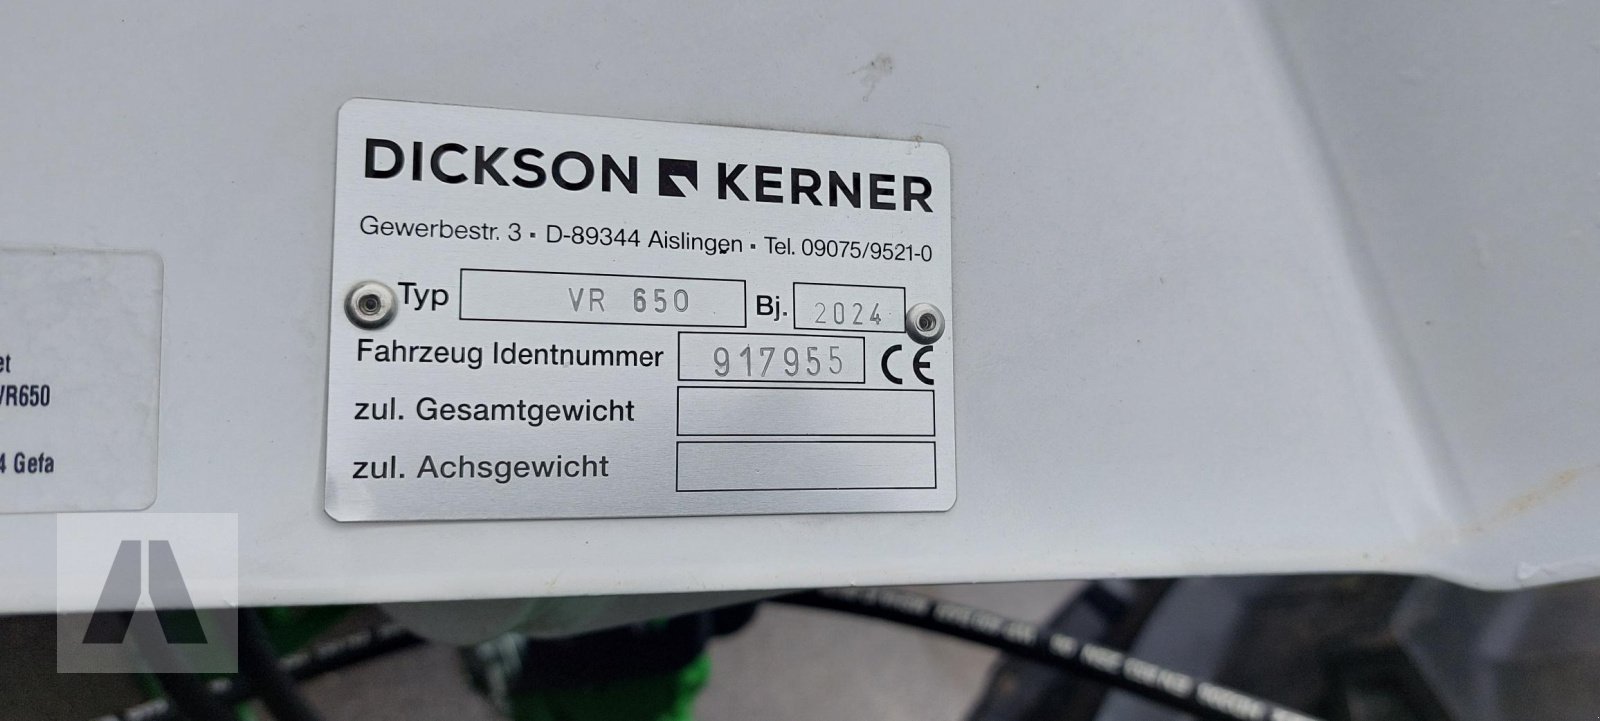 DICKSON KERNER
Gewerbestr. 3 ▪ D-89344 Aislingen ▪ Tel. 09075/9521-0
Typ VR 650 Bj. 2024
Fahrzeug Identnummer 917955 CE
zul. Gesamtgewicht
zul. Achsgewicht
et
VR650
4 Gefa